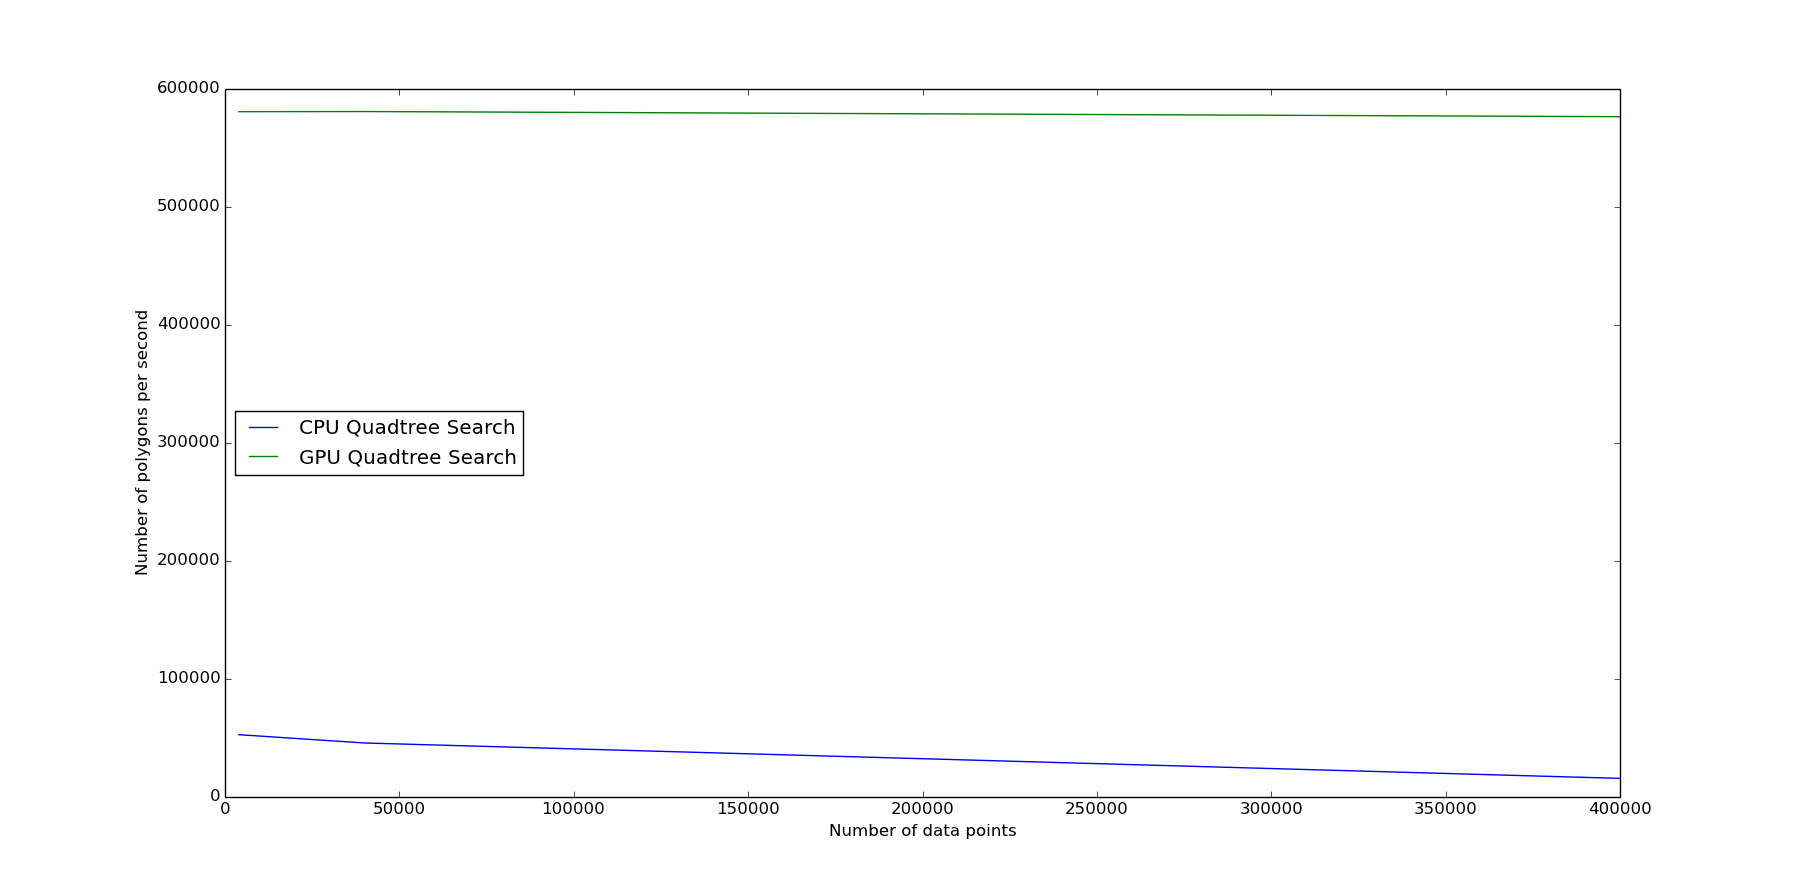 600000
500000
400000
300000
200000
100000
0
Number of polygons per second
CPU Quadtree Search
GPU Quadtree Search
0 50000 100000 150000 200000 250000 300000 350000 400000
Number of data points